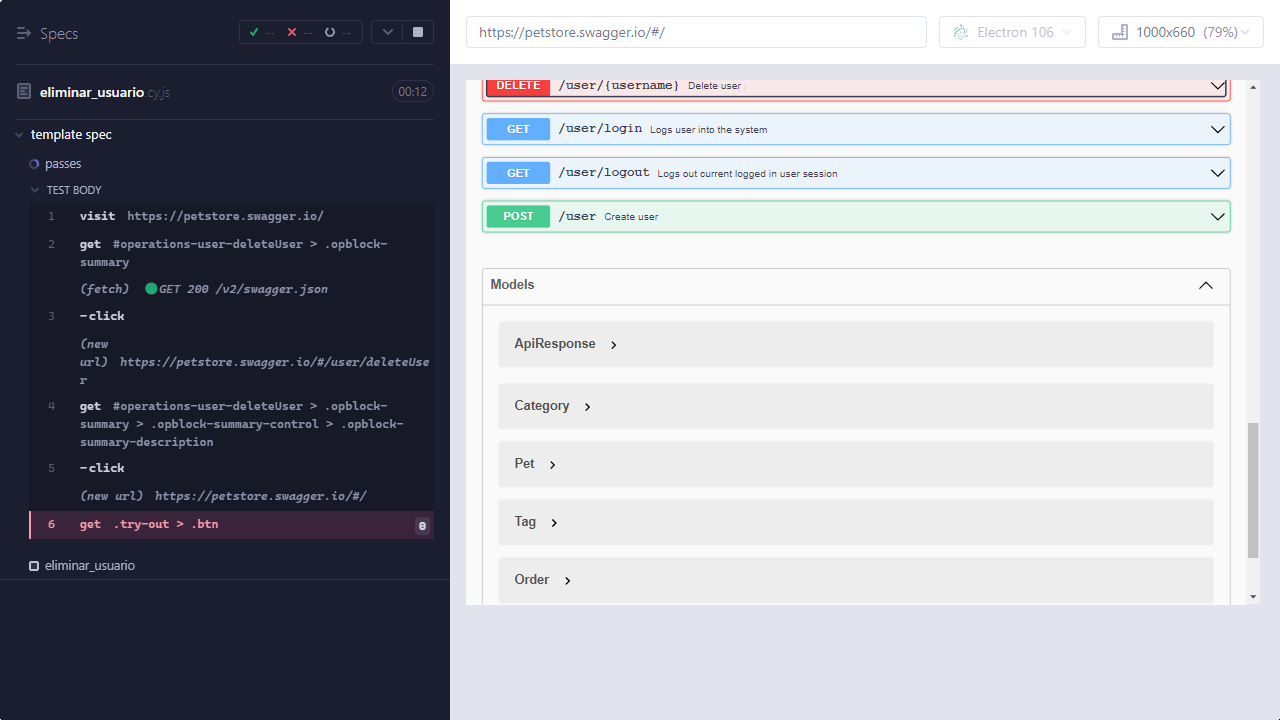 Specs
--
--
--
https://petstore.swagger.io/#/
Electron 106
1000x660 (79%)
eliminar_usuario.cy.js
00:12
template spec
passes
TEST BODY
1 visit https://petstore.swagger.io/
2 get #operations-user-deleteUser > .opblock-
summary
(fetch) GET 200 /v2/swagger.json
3 -click
(new
url) https://petstore.swagger.io/#/user/deleteUse
r
4 get #operations-user-deleteUser > .opblock-
summary > .opblock-summary-control > .opblock-
summary-description
5 -click
(new url) https://petstore.swagger.io/#/
6 get .try-out > .btn 0
eliminar_usuario
DELETE /user/{username} Delete user
GET /user/login Logs user into the system
GET /user/logout Logs out current logged in user session
POST /user Create user
Models
ApiResponse
Category
Pet
Tag
Order